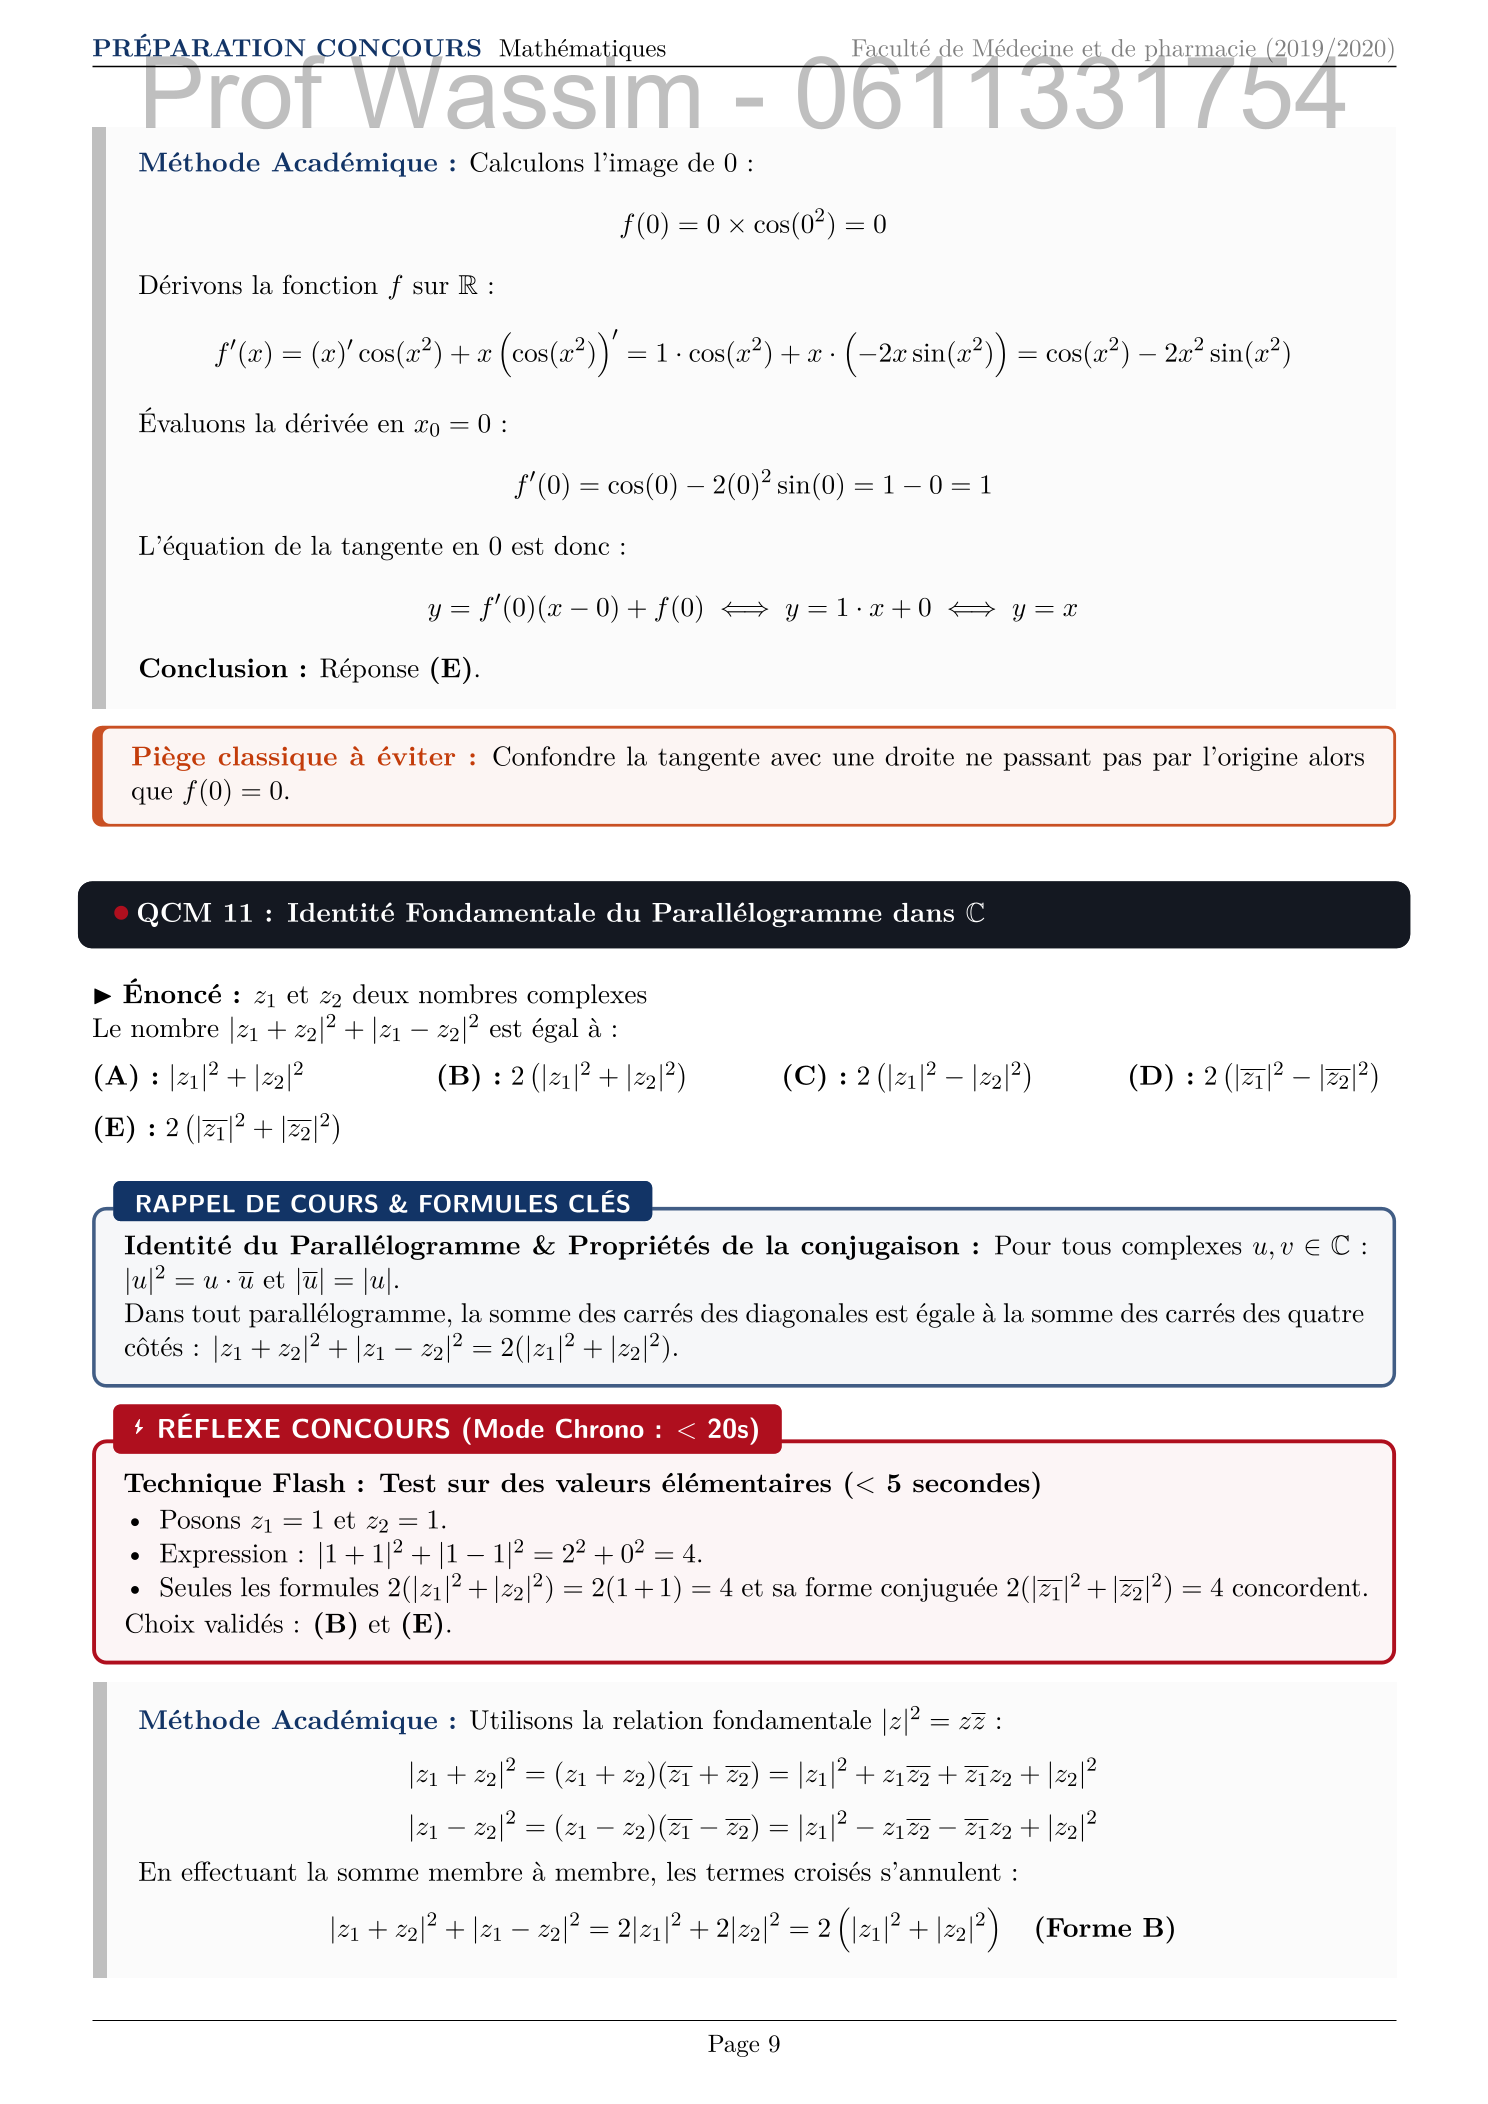 PRÉPARATION CONCOURS Mathématiques Faculté de Médecine et de pharmacie (2019/2020)
Prof Wassim - 0611331754
Méthode Académique : Calculons l'image de 0 :
f(0) = 0 × cos(0²) = 0
Dérivons la fonction f sur ℝ :
f′(x) = (x)′ cos(x²) + x (cos(x²))′ = 1 · cos(x²) + x · (−2x sin(x²)) = cos(x²) − 2x² sin(x²)
Évaluons la dérivée en x₀ = 0 :
f′(0) = cos(0) − 2(0)² sin(0) = 1 − 0 = 1
L'équation de la tangente en 0 est donc :
y = f′(0)(x − 0) + f(0) ⟺ y = 1 · x + 0 ⟺ y = x
Conclusion : Réponse (E).
Piège classique à éviter : Confondre la tangente avec une droite ne passant pas par l'origine alors
que f(0) = 0.
● QCM 11 : Identité Fondamentale du Parallélogramme dans ℂ
▶ Énoncé : z₁ et z₂ deux nombres complexes
Le nombre |z₁ + z₂|² + |z₁ − z₂|² est égal à :
(A) : |z₁|² + |z₂|² (B) : 2 (|z₁|² + |z₂|²) (C) : 2 (|z₁|² − |z₂|²) (D) : 2 (|z̅₁|² − |z̅₂|²)
(E) : 2 (|z̅₁|² + |z̅₂|²)
RAPPEL DE COURS & FORMULES CLÉS
Identité du Parallélogramme & Propriétés de la conjugaison : Pour tous complexes u, v ∈ ℂ :
|u|² = u · u̅ et |u̅| = |u|.
Dans tout parallélogramme, la somme des carrés des diagonales est égale à la somme des carrés des quatre
côtés : |z₁ + z₂|² + |z₁ − z₂|² = 2(|z₁|² + |z₂|²).
⚡ RÉFLEXE CONCOURS (Mode Chrono : < 20s)
Technique Flash : Test sur des valeurs élémentaires (< 5 secondes)
• Posons z₁ = 1 et z₂ = 1.
• Expression : |1 + 1|² + |1 − 1|² = 2² + 0² = 4.
• Seules les formules 2(|z₁|² + |z₂|²) = 2(1 + 1) = 4 et sa forme conjuguée 2(|z̅₁|² + |z̅₂|²) = 4 concordent.
Choix validés : (B) et (E).
Méthode Académique : Utilisons la relation fondamentale |z|² = zz̅ :
|z₁ + z₂|² = (z₁ + z₂)(z̅₁ + z̅₂) = |z₁|² + z₁z̅₂ + z̅₁z₂ + |z₂|²
|z₁ − z₂|² = (z₁ − z₂)(z̅₁ − z̅₂) = |z₁|² − z₁z̅₂ − z̅₁z₂ + |z₂|²
En effectuant la somme membre à membre, les termes croisés s'annulent :
|z₁ + z₂|² + |z₁ − z₂|² = 2|z₁|² + 2|z₂|² = 2 (|z₁|² + |z₂|²) (Forme B)
Page 9